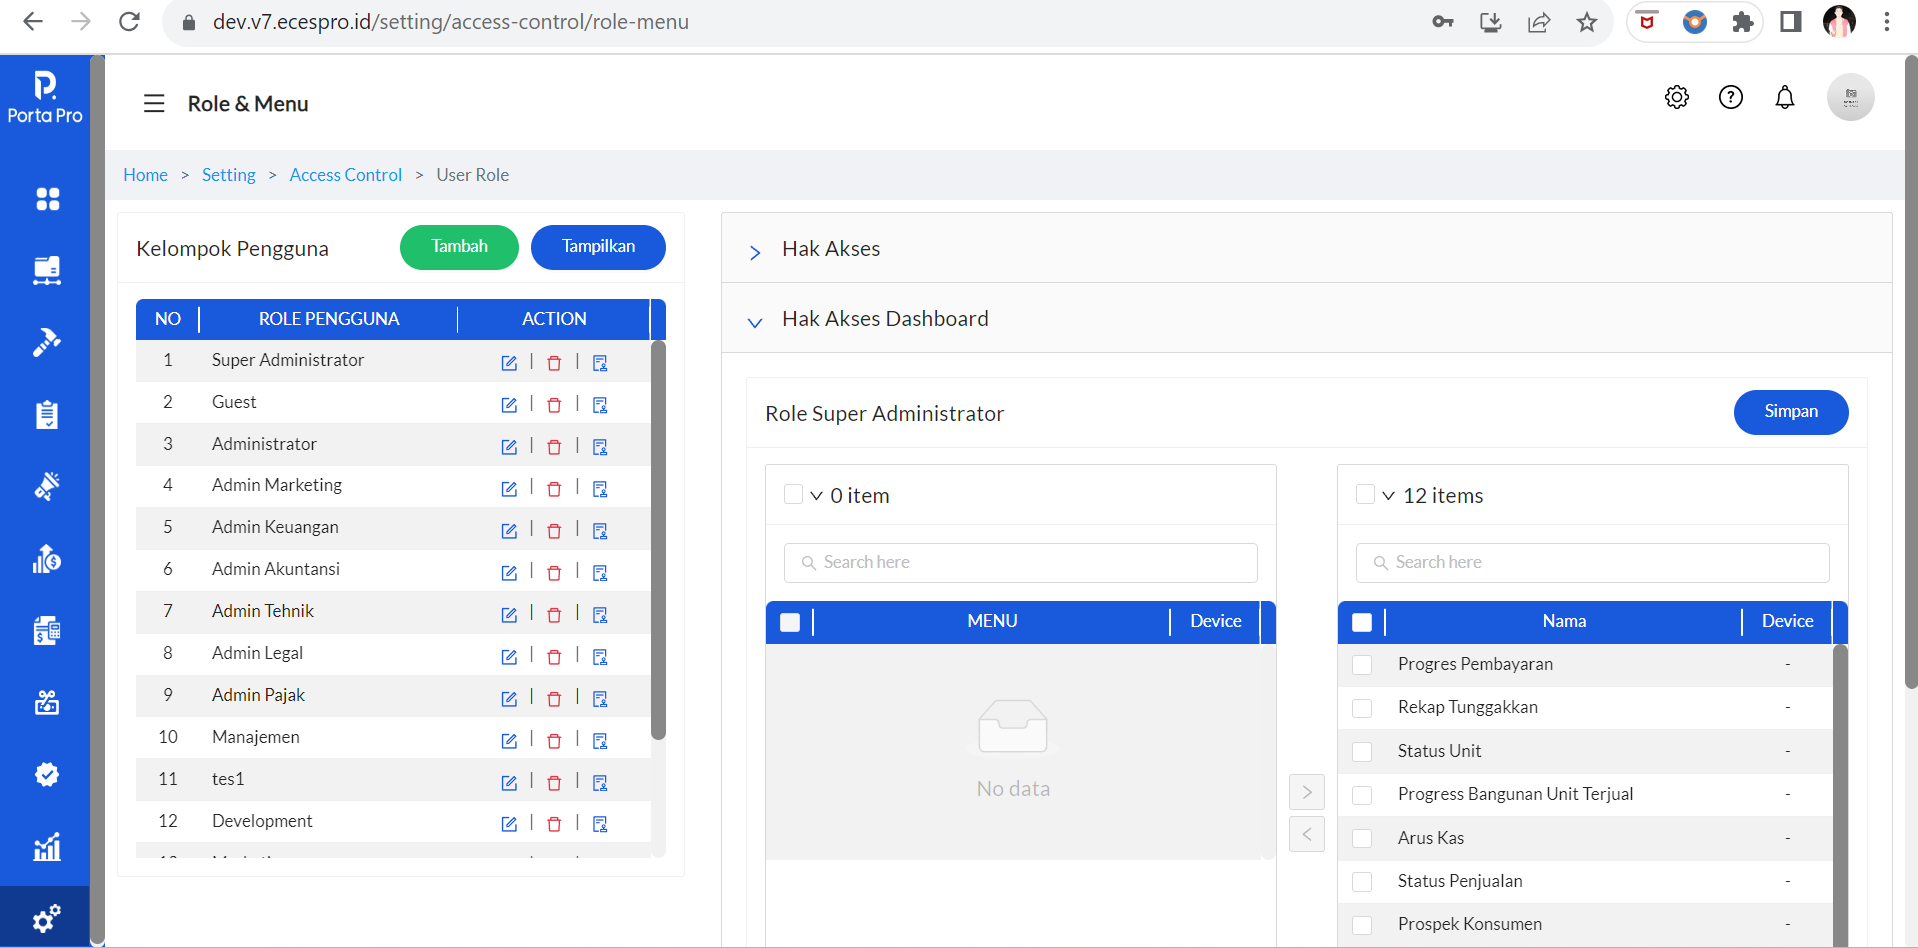 dev.v7.ecespro.id/setting/access-control/role-menu
Porta Pro
Role & Menu
Home > Setting > Access Control > User Role
Kelompok Pengguna
Tambah
Tampilkan
NO ROLE PENGGUNA ACTION
1 Super Administrator
2 Guest
3 Administrator
4 Admin Marketing
5 Admin Keuangan
6 Admin Akuntansi
7 Admin Tehnik
8 Admin Legal
9 Admin Pajak
10 Manajemen
11 tes1
12 Development
Hak Akses
Hak Akses Dashboard
Role Super Administrator
Simpan
0 item
Search here
MENU Device
No data
12 items
Search here
Nama Device
Progres Pembayaran -
Rekap Tunggakkan -
Status Unit -
Progress Bangunan Unit Terjual -
Arus Kas -
Status Penjualan -
Prospek Konsumen -